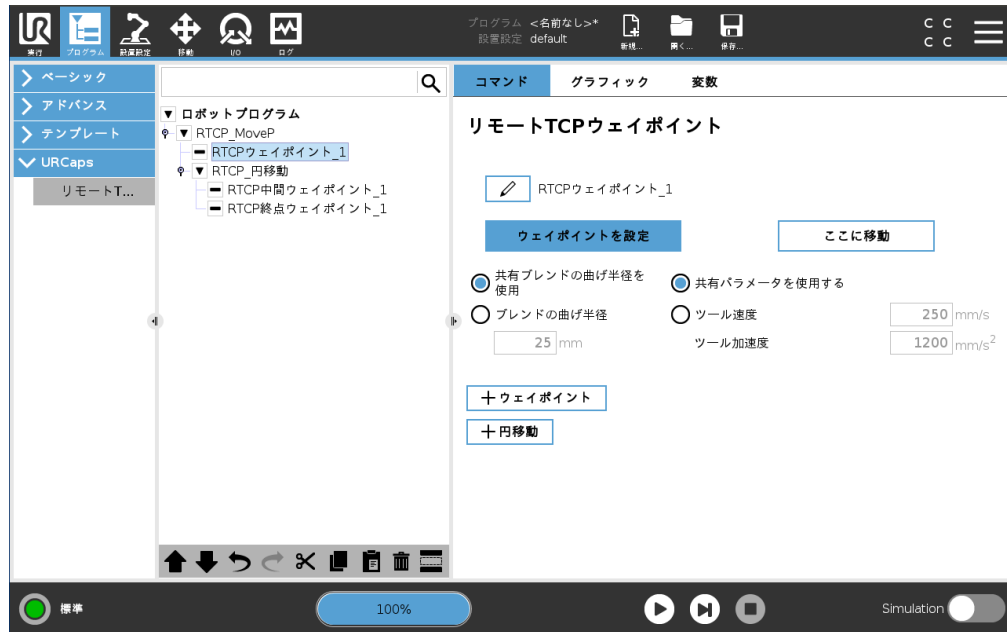 UR
実行
プログラム
設置設定
移動
I/O
ログ
プログラム <名前なし>*
設置設定 default
新規...
開く...
保存...
C C
C C
ベーシック
アドバンス
テンプレート
URCaps
リモートT...
ロボットプログラム
RTCP_MoveP
RTCPウェイポイント_1
RTCP_円移動
RTCP中間ウェイポイント_1
RTCP終点ウェイポイント_1
コマンド グラフィック 変数
リモートTCPウェイポイント
RTCPウェイポイント_1
ウェイポイントを設定 ここに移動
共有ブレンドの曲げ半径を
使用
共有パラメータを使用する
ブレンドの曲げ半径
ツール速度 250 mm/s
25 mm
ツール加速度 1200 mm/s²
+ウェイポイント
+円移動
標準
100%
Simulation